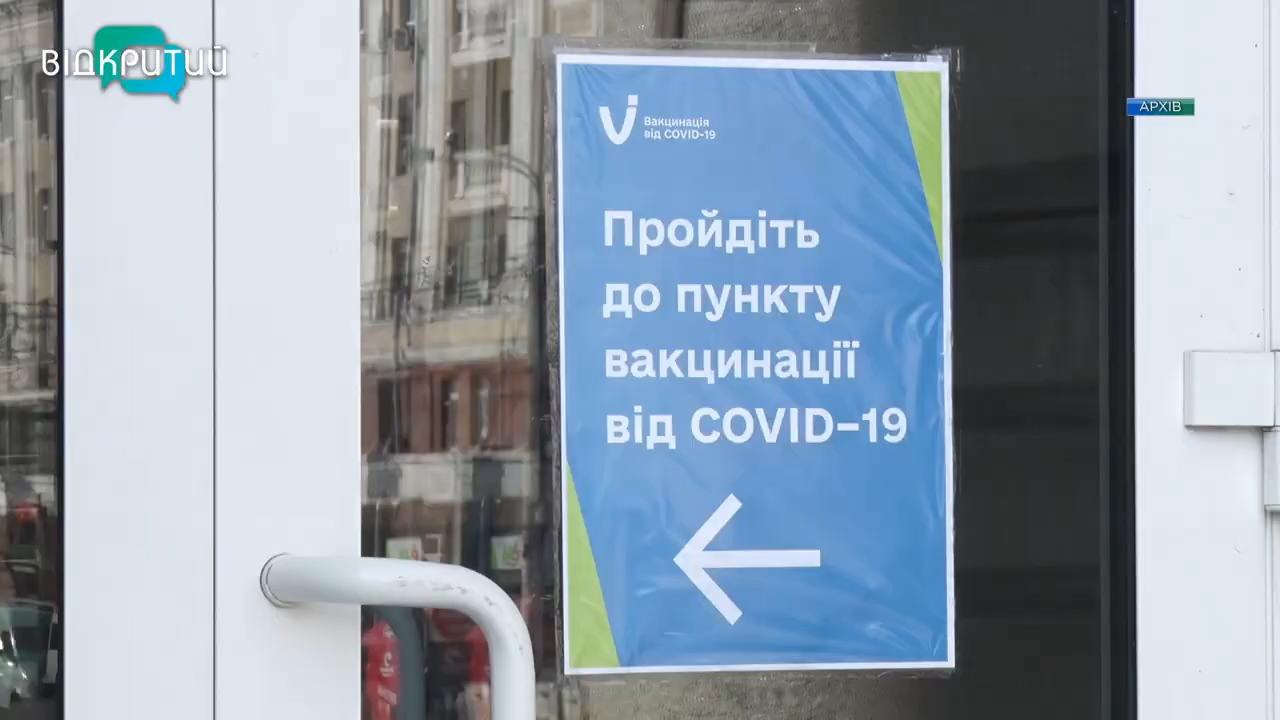 ВІДКРИТИЙ
АРХІВ
Вакцинація
від COVID-19
Пройдіть
до пункту
вакцинації
від COVID-19